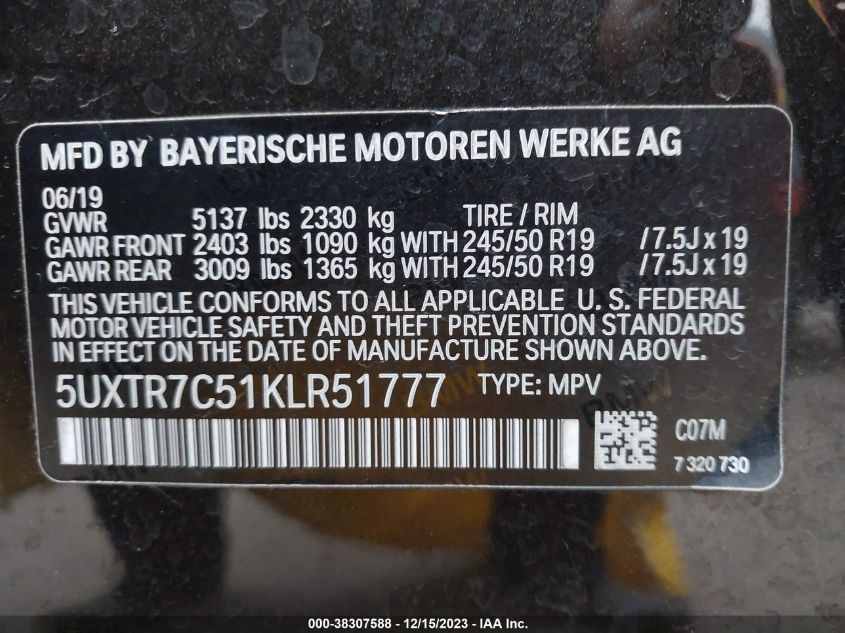 MFD BY BAYERISCHE MOTOREN WERKE AG
06/19
GVWR 5137 lbs 2330 kg TIRE / RIM
GAWR FRONT 2403 lbs 1090 kg WITH 245/50 R19 / 7.5J x 19
GAWR REAR 3009 lbs 1365 kg WITH 245/50 R19 / 7.5J x 19
THIS VEHICLE CONFORMS TO ALL APPLICABLE U. S. FEDERAL
MOTOR VEHICLE SAFETY AND THEFT PREVENTION STANDARDS
IN EFFECT ON THE DATE OF MANUFACTURE SHOWN ABOVE.
5UXTR7C51KLR51777 TYPE: MPV
C07M
7 320 730
000-38307588 - 12/15/2023 - IAA Inc.